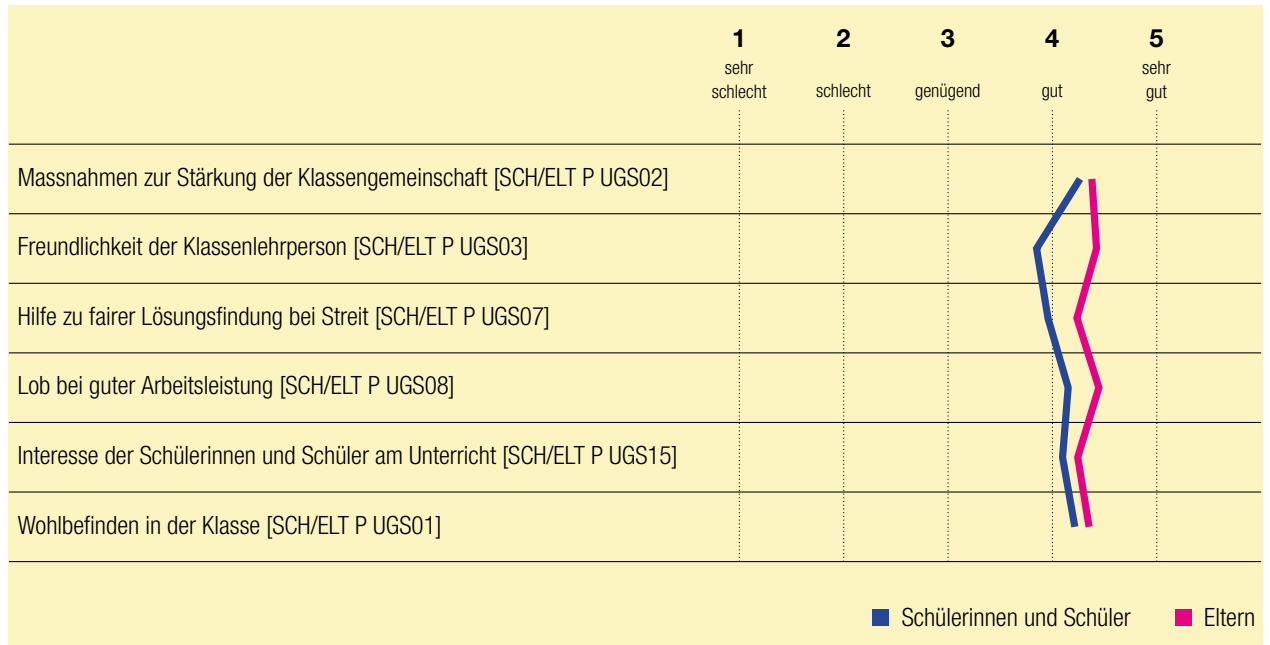 1 2 3 4 5
sehr schlecht schlecht genügend gut sehr gut
Massnahmen zur Stärkung der Klassengemeinschaft [SCH/ELT P UGS02]
Freundlichkeit der Klassenlehrperson [SCH/ELT P UGS03]
Hilfe zu fairer Lösungsfindung bei Streit [SCH/ELT P UGS07]
Lob bei guter Arbeitsleistung [SCH/ELT P UGS08]
Interesse der Schülerinnen und Schüler am Unterricht [SCH/ELT P UGS15]
Wohlbefinden in der Klasse [SCH/ELT P UGS01]
Schülerinnen und Schüler Eltern